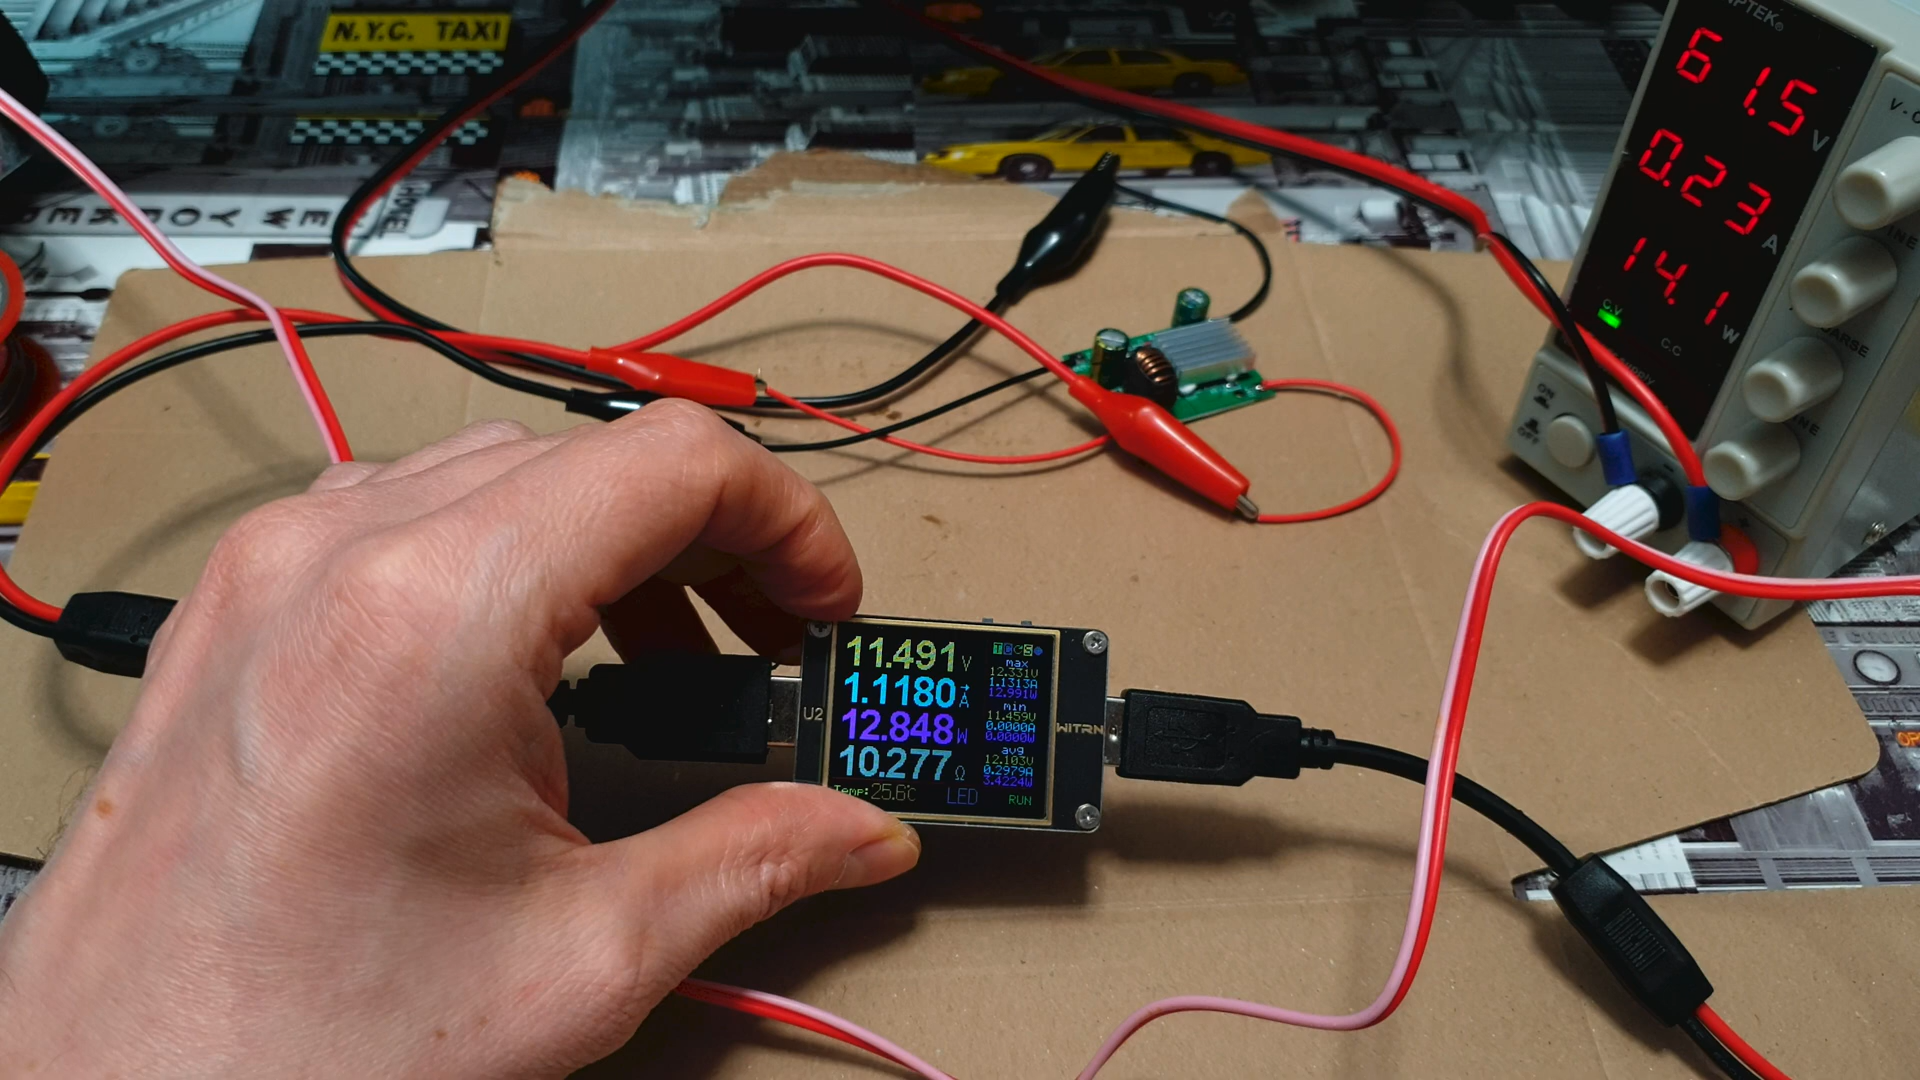 N.Y.C. TAXI
61.5 V
0.23 A
14.1 W
C.V
C.C
ON
OFF
11.491 V
1.1180 A
12.848 W
10.277 Ω
Temp: 25.6℃ LED RUN
max
12.331V
1.1313A
12.991W
min
11.459V
0.0000A
0.0000W
avg
12.103V
0.2979A
3.4224W
U2
WITRN